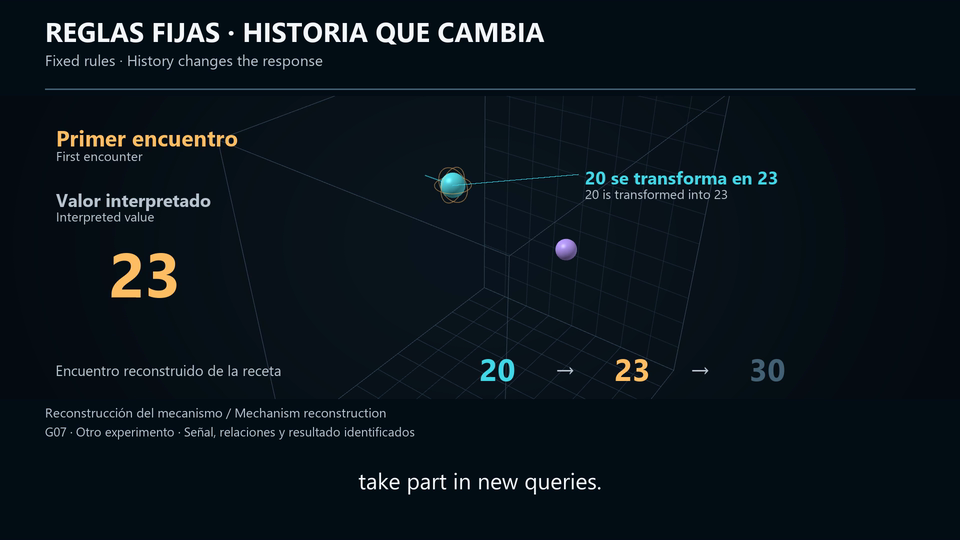 REGLAS FIJAS · HISTORIA QUE CAMBIA
Fixed rules · History changes the response
Primer encuentro
First encounter
Valor interpretado
Interpreted value
23
20 se transforma en 23
20 is transformed into 23
Encuentro reconstruido de la receta
20 → 23 → 30
Reconstrucción del mecanismo / Mechanism reconstruction
G07 · Otro experimento · Señal, relaciones y resultado identificados
take part in new queries.